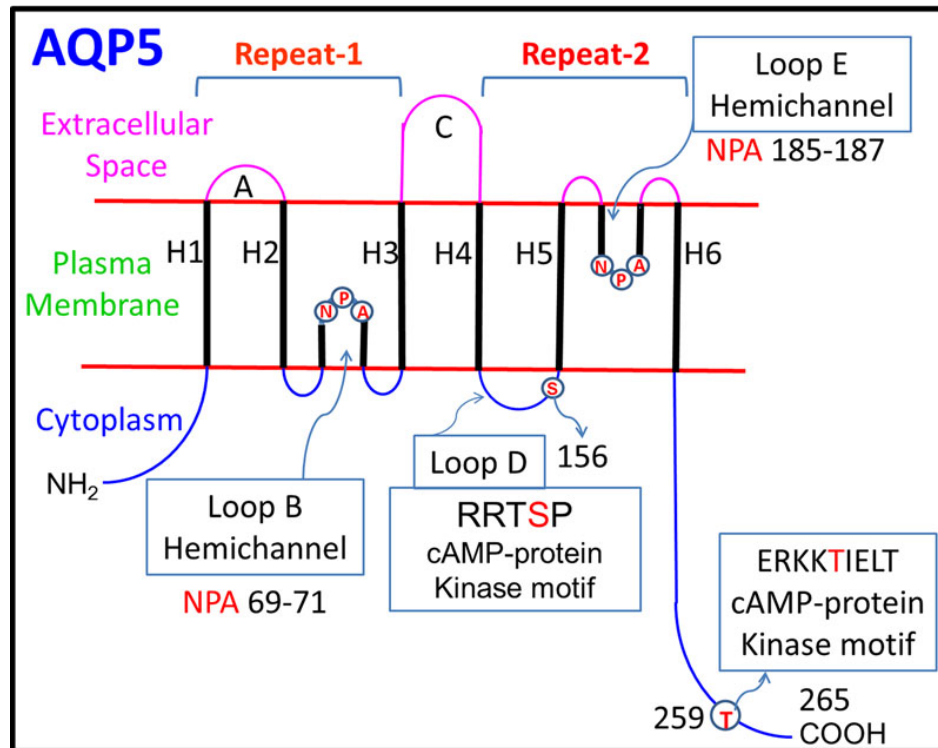 AQP5
Repeat-1
Repeat-2
Loop E
Hemichannel
NPA 185-187
Extracellular
Space
A
C
H1
H2
H3
H4
H5
H6
Plasma
Membrane
N P A
N P A
Cytoplasm
S
156
NH2
Loop B
Hemichannel
NPA 69-71
Loop D
RRTSP
cAMP-protein
Kinase motif
ERKKTIELT
cAMP-protein
Kinase motif
259
T
265
COOH